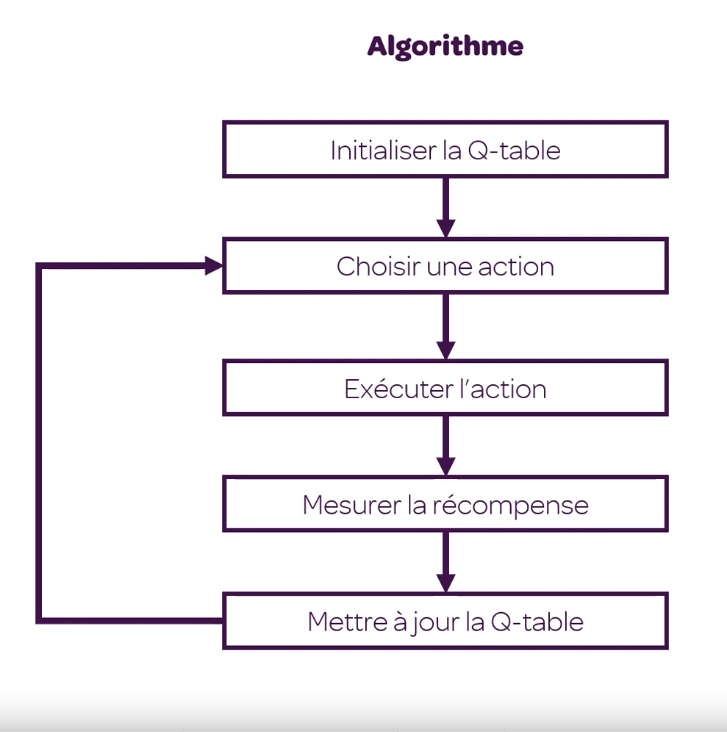 Algorithme
Initialiser la Q-table
Choisir une action
Exécuter l'action
Mesurer la récompense
Mettre à jour la Q-table